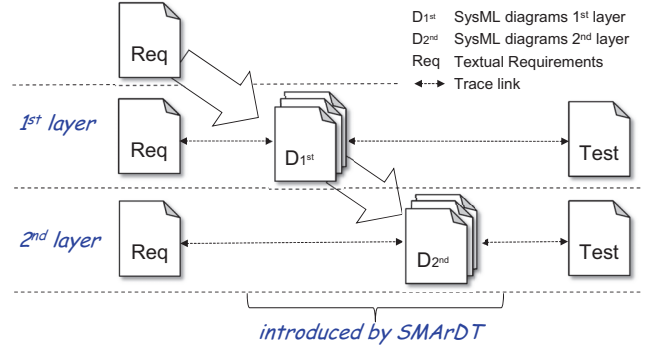 D1st SysML diagrams 1st layer
D2nd SysML diagrams 2nd layer
Req Textual Requirements
Trace link
Req
1st layer
Req
D1st
Test
2nd layer
Req
D2nd
Test
introduced by SMArDT